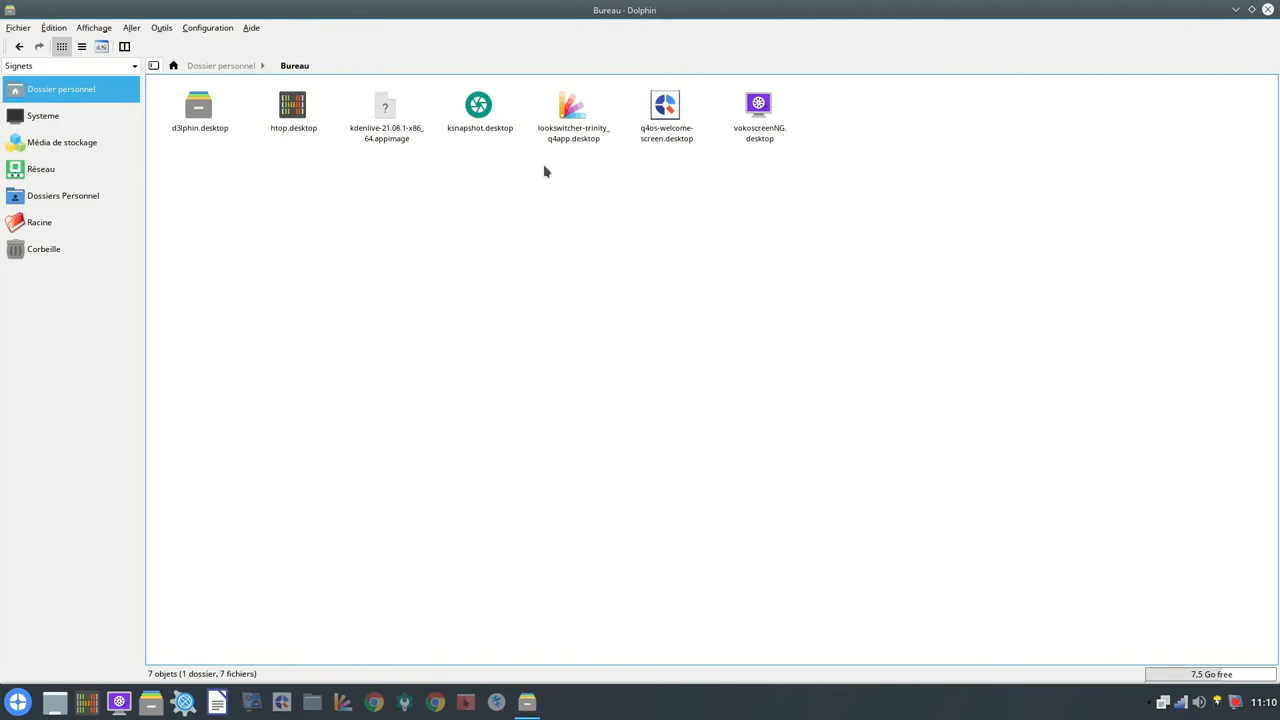 Bureau - Dolphin
Fichier Édition Affichage Aller Outils Configuration Aide
Signets
Dossier personnel Bureau
Dossier personnel
Systeme
Média de stockage
Réseau
Dossiers Personnel
Racine
Corbeille
d3lphin.desktop
htop.desktop
kdenlive-21.08.1-x86_
64.appimage
ksnapshot.desktop
lookswitcher-trinity_
q4app.desktop
q4os-welcome-
screen.desktop
vokoscreenNG.
desktop
7 objets (1 dossier, 7 fichiers)
7,5 Go free
11:10